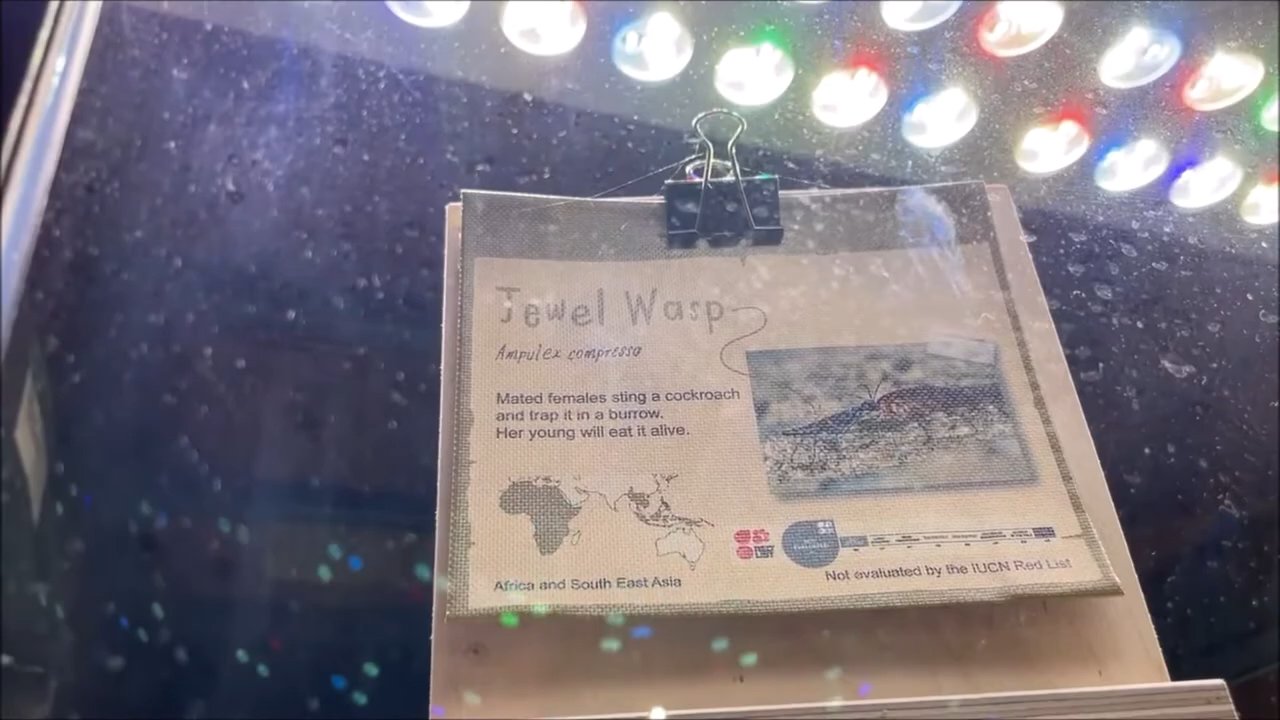 Jewel Wasp
Ampulex compressa
Mated females sting a cockroach
and trap it in a burrow.
Her young will eat it alive.
Africa and South East Asia
Not evaluated by the IUCN Red List